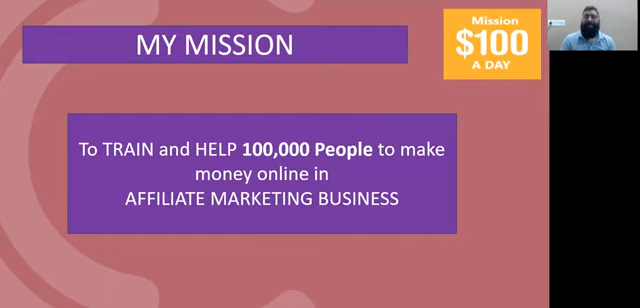 MY MISSION
Mission
$100
A DAY
To TRAIN and HELP 100,000 People to make
money online in
AFFILIATE MARKETING BUSINESS